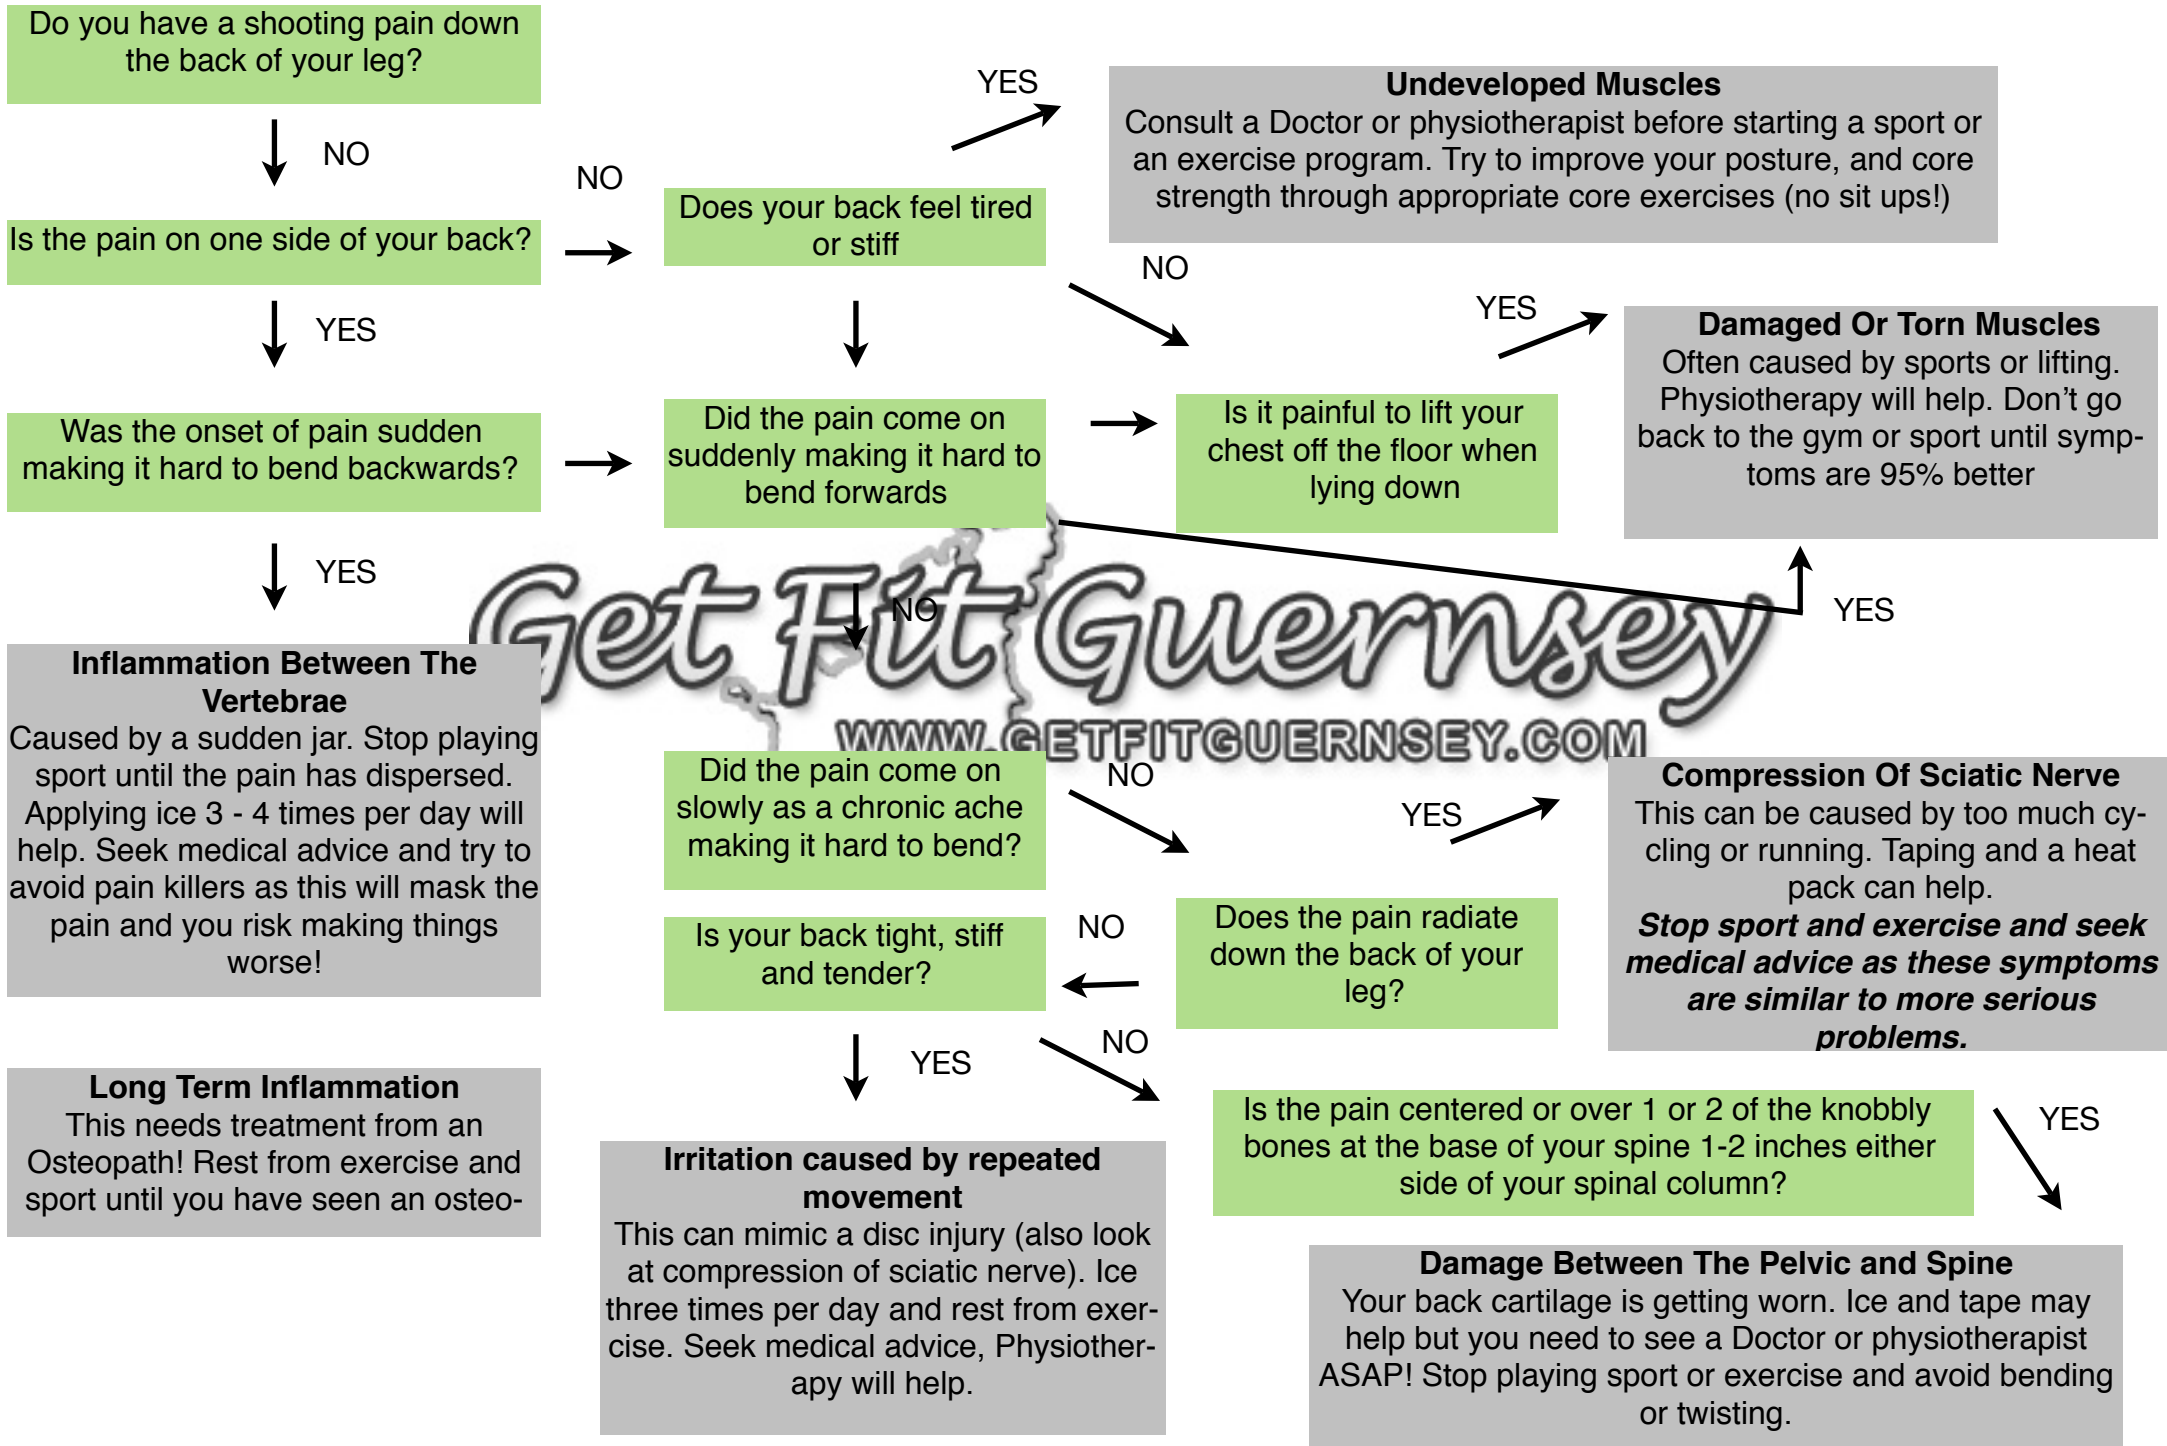 Do you have a shooting pain down
the back of your leg?
NO
Is the pain on one side of your back?
NO
YES
Was the onset of pain sudden
making it hard to bend backwards?
YES
Inflammation Between The
Vertebrae
Caused by a sudden jar. Stop playing
sport until the pain has dispersed.
Applying ice 3 - 4 times per day will
help. Seek medical advice and try to
avoid pain killers as this will mask the
pain and you risk making things
worse!
Long Term Inflammation
This needs treatment from an
Osteopath! Rest from exercise and
sport until you have seen an osteo-
Does your back feel tired
or stiff
YES
Undeveloped Muscles
Consult a Doctor or physiotherapist before starting a sport or
an exercise program. Try to improve your posture, and core
strength through appropriate core exercises (no sit ups!)
NO
Did the pain come on
suddenly making it hard to
bend forwards
Is it painful to lift your
chest off the floor when
lying down
YES
Damaged Or Torn Muscles
Often caused by sports or lifting.
Physiotherapy will help. Don't go
back to the gym or sport until symp-
toms are 95% better
YES
NO
Get Fit Guernsey
WWW.GETFITGUERNSEY.COM
Did the pain come on
slowly as a chronic ache
making it hard to bend?
NO
Does the pain radiate
down the back of your
leg?
YES
Compression Of Sciatic Nerve
This can be caused by too much cy-
cling or running. Taping and a heat
pack can help.
Stop sport and exercise and seek
medical advice as these symptoms
are similar to more serious
problems.
NO
Is your back tight, stiff
and tender?
YES
NO
Irritation caused by repeated
movement
This can mimic a disc injury (also look
at compression of sciatic nerve). Ice
three times per day and rest from exer-
cise. Seek medical advice, Physiother-
apy will help.
Is the pain centered or over 1 or 2 of the knobbly
bones at the base of your spine 1-2 inches either
side of your spinal column?
YES
Damage Between The Pelvic and Spine
Your back cartilage is getting worn. Ice and tape may
help but you need to see a Doctor or physiotherapist
ASAP! Stop playing sport or exercise and avoid bending
or twisting.